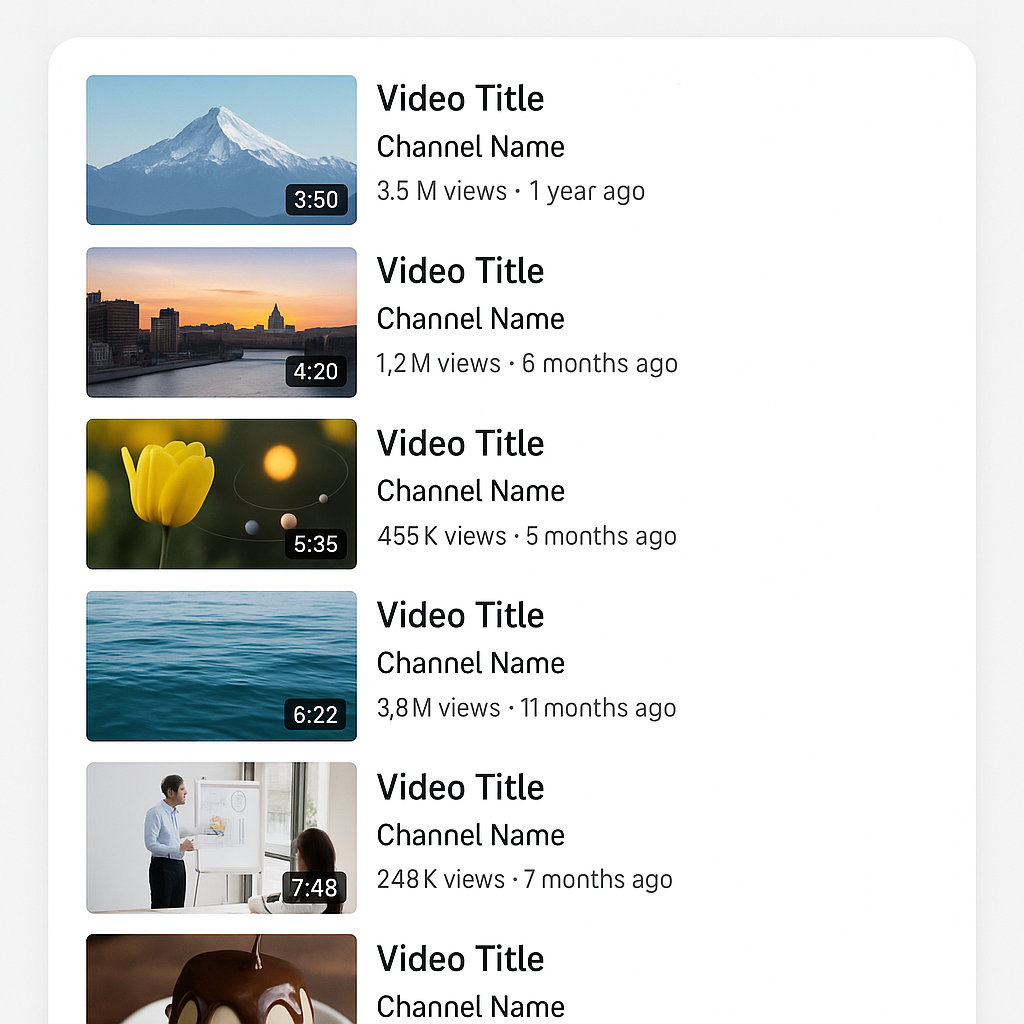 3:50
Video Title
Channel Name
3.5 M views · 1 year ago
4:20
Video Title
Channel Name
1,2 M views · 6 months ago
5:35
Video Title
Channel Name
455 K views · 5 months ago
6:22
Video Title
Channel Name
3,8 M views · 11 months ago
7:48
Video Title
Channel Name
248 K views · 7 months ago
Video Title
Channel Name